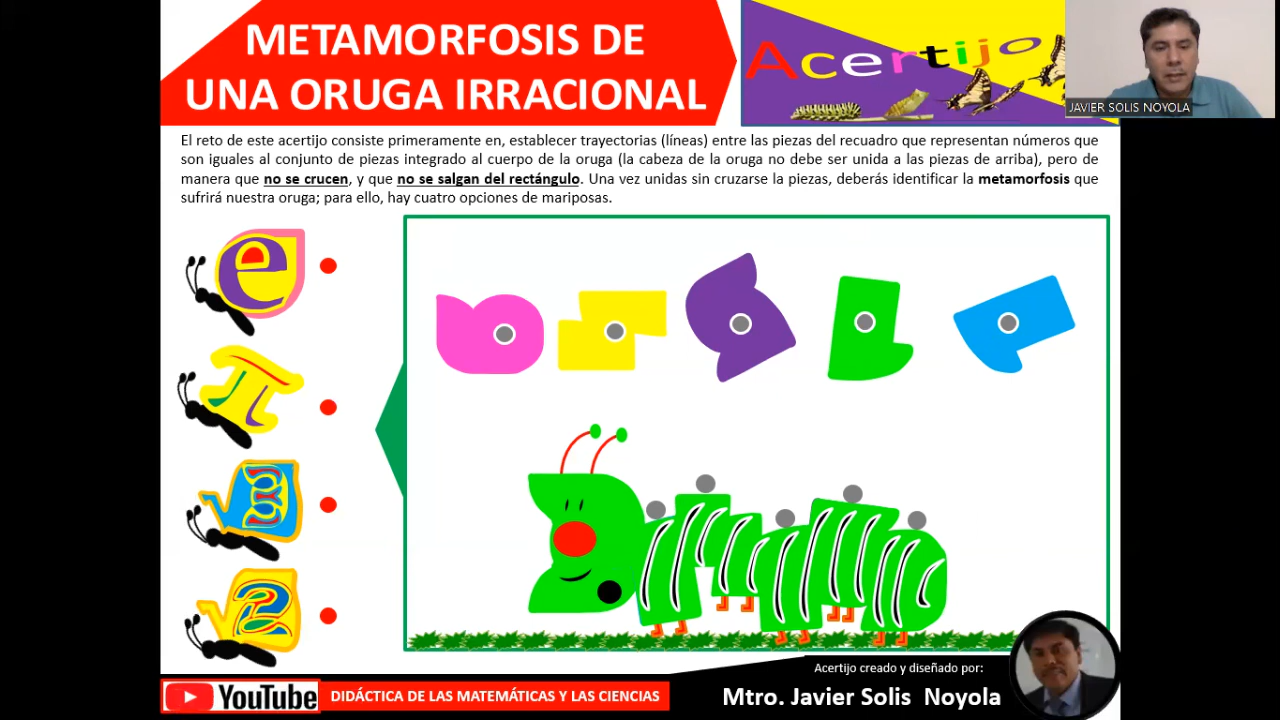 METAMORFOSIS DE
UNA ORUGA IRRACIONAL
Acertijo
JAVIER SOLIS NOYOLA
El reto de este acertijo consiste primeramente en, establecer trayectorias (líneas) entre las piezas del recuadro que representan números que
son iguales al conjunto de piezas integrado al cuerpo de la oruga (la cabeza de la oruga no debe ser unida a las piezas de arriba), pero de
manera que no se crucen, y que no se salgan del rectángulo. Una vez unidas sin cruzarse la piezas, deberás identificar la metamorfosis que
sufrirá nuestra oruga; para ello, hay cuatro opciones de mariposas.
e
π
√3
√2
Acertijo creado y diseñado por:
YouTube DIDÁCTICA DE LAS MATEMÁTICAS Y LAS CIENCIAS
Mtro. Javier Solis Noyola